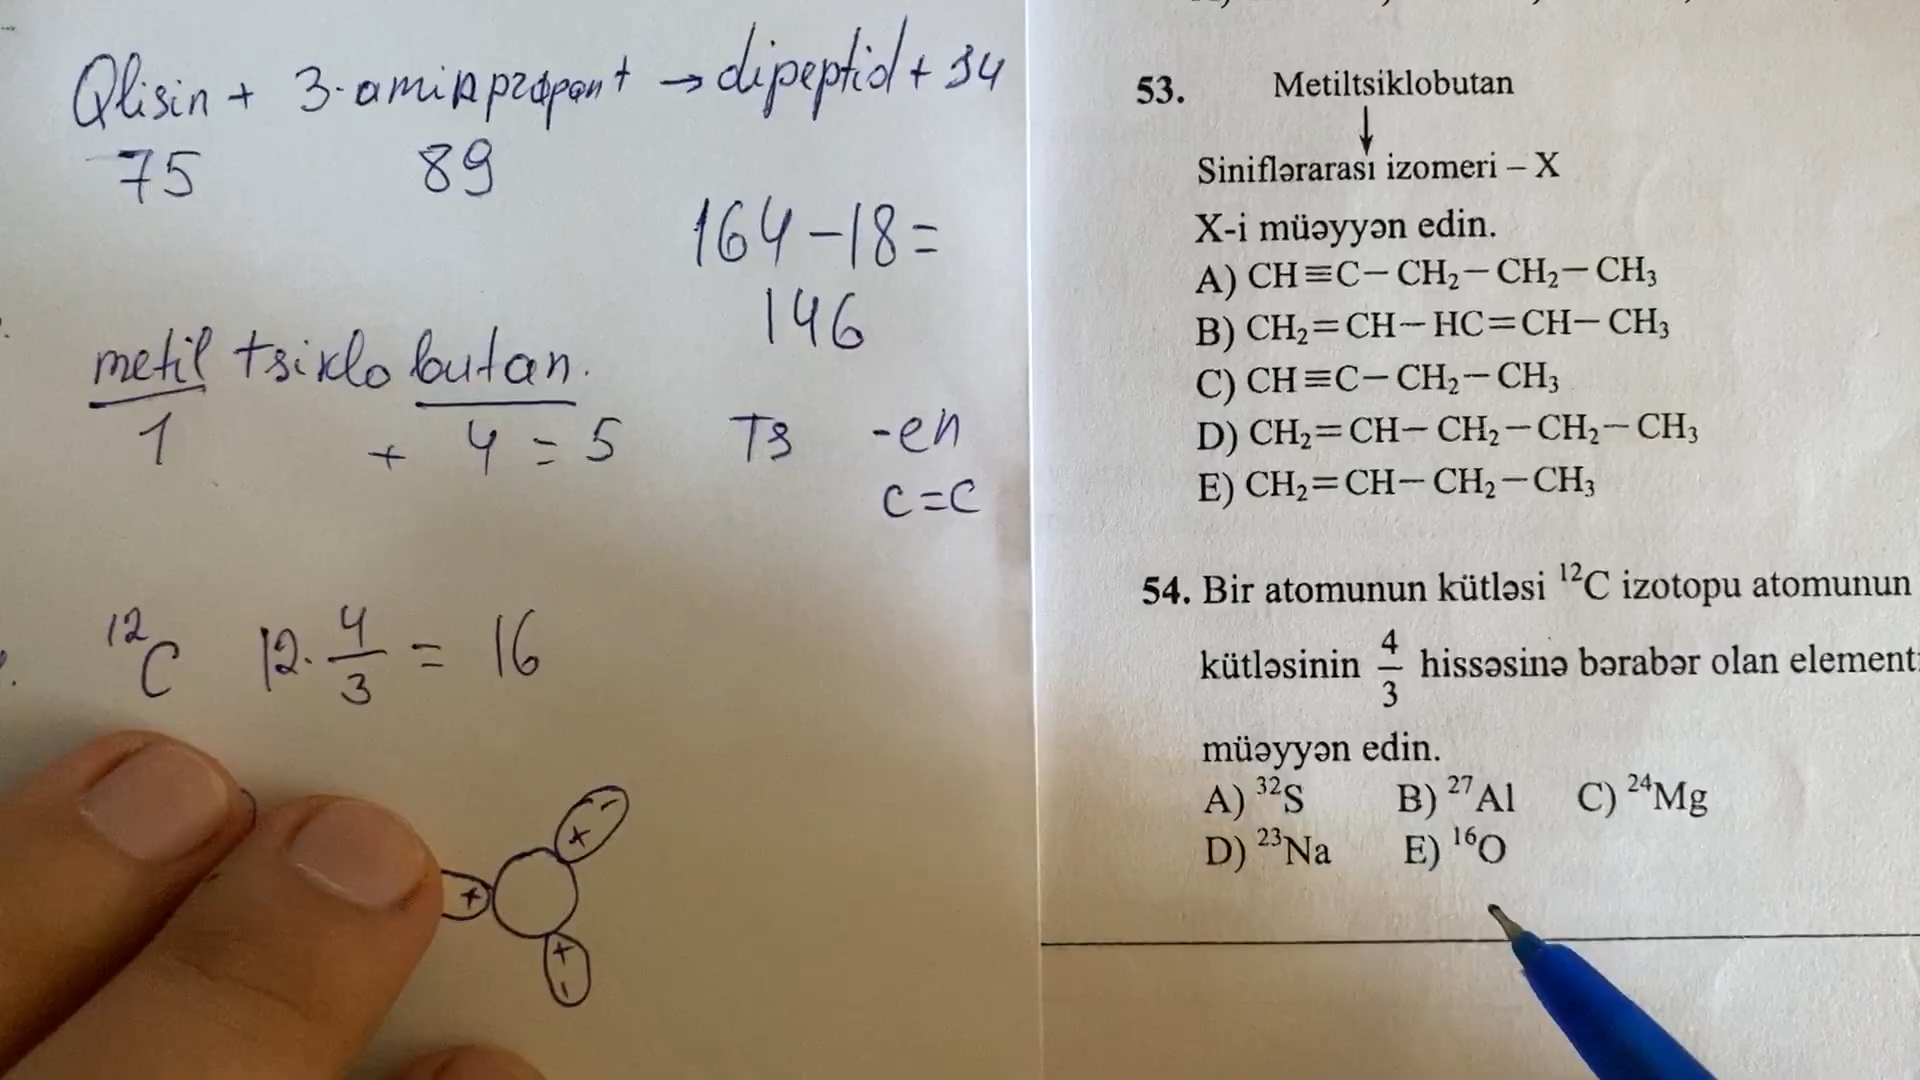 Qlisin + 3-aminpropant → dipeptid + 34
75 89
164 – 18 =
146
metil tsiklo butan.
1 + 4 = 5
Ts -en
C=C
¹²C 12 · 4/3 = 16
+ -
+
+ -
53. Metiltsiklobutan
↓
Siniflərarası izomeri – X
X-i müəyyən edin.
A) CH≡C–CH₂–CH₂–CH₃
B) CH₂=CH–HC=CH–CH₃
C) CH≡C–CH₂–CH₃
D) CH₂=CH–CH₂–CH₂–CH₃
E) CH₂=CH–CH₂–CH₃
54. Bir atomunun kütləsi ¹²C izotopu atomunun
kütləsinin 4/3 hissəsinə bərabər olan element
müəyyən edin.
A) ³²S B) ²⁷Al C) ²⁴Mg
D) ²³Na E) ¹⁶O